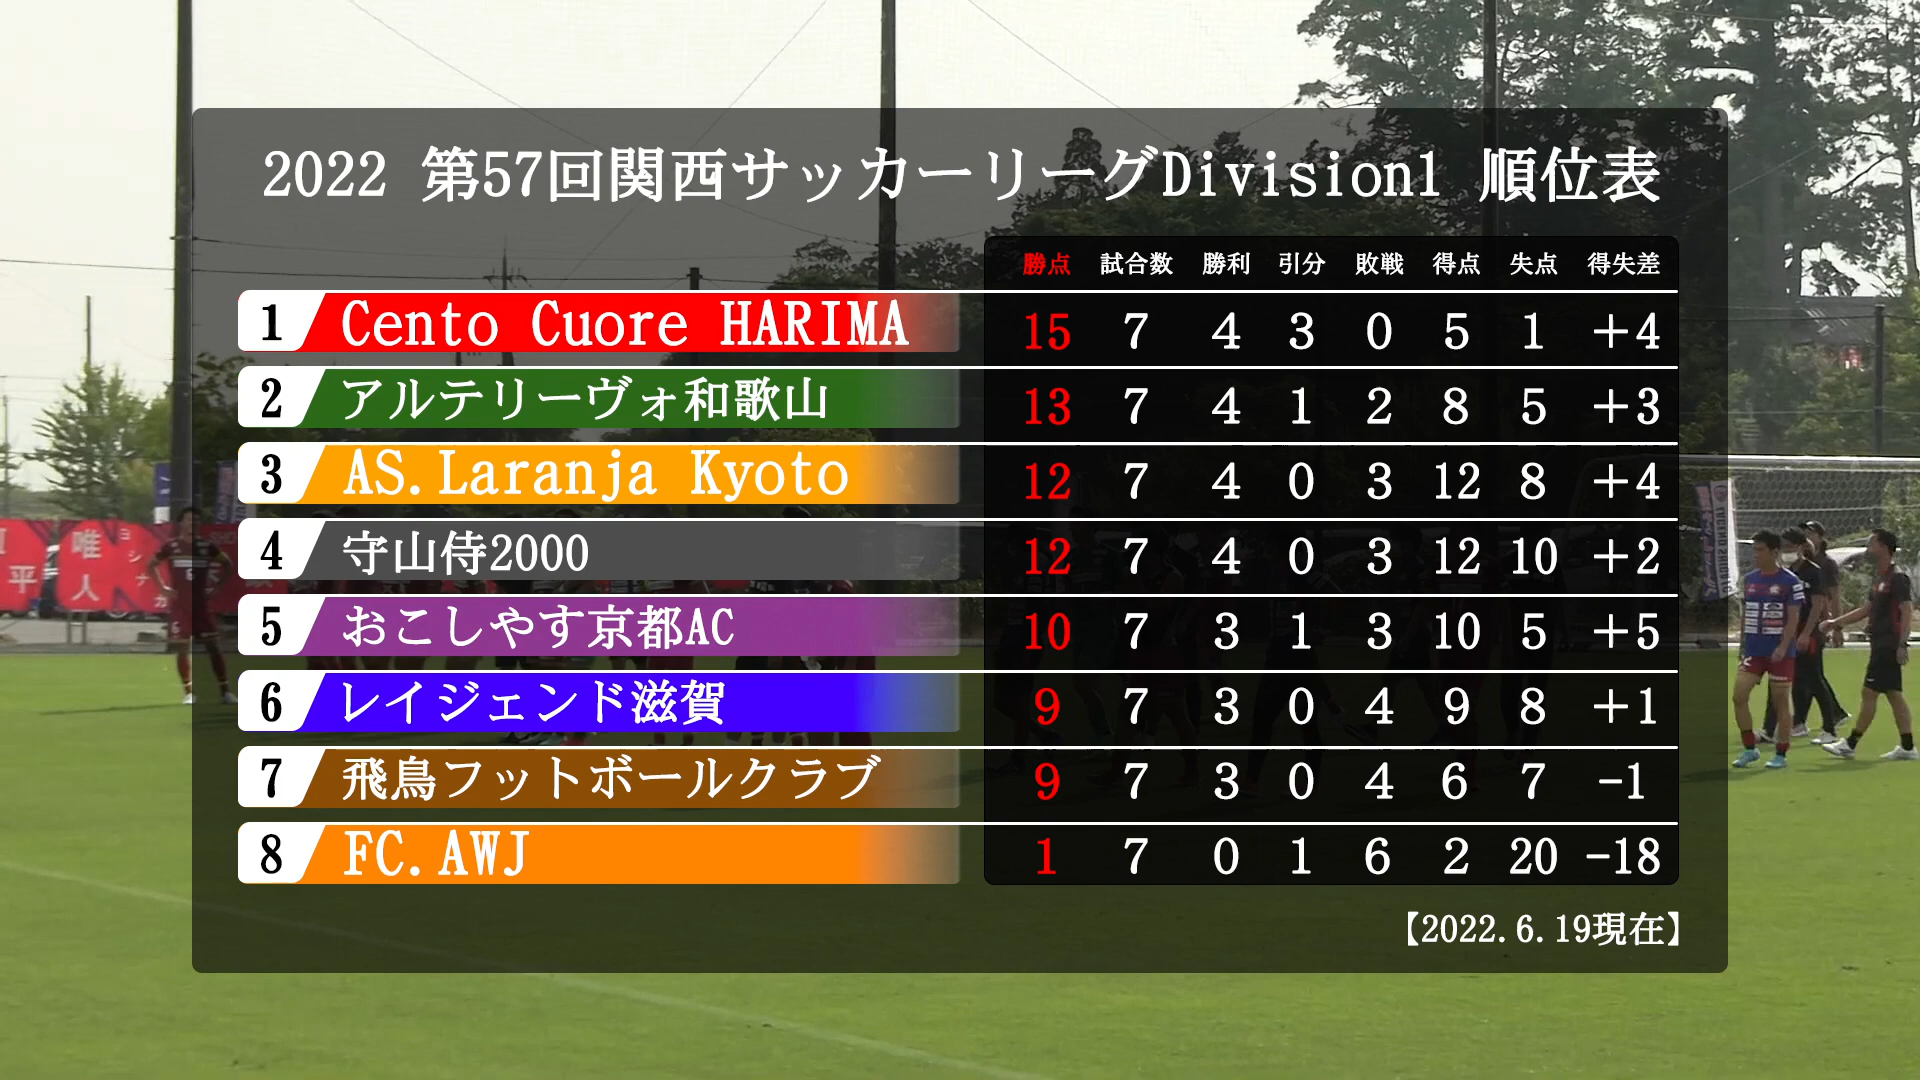 2022 第57回関西サッカーリーグDivision1 順位表
勝点 試合数 勝利 引分 敗戦 得点 失点 得失差
1 Cento Cuore HARIMA 15 7 4 3 0 5 1 +4
2 アルテリーヴォ和歌山 13 7 4 1 2 8 5 +3
3 AS.Laranja Kyoto 12 7 4 0 3 12 8 +4
4 守山侍2000 12 7 4 0 3 12 10 +2
5 おこしやす京都AC 10 7 3 1 3 10 5 +5
6 レイジェンド滋賀 9 7 3 0 4 9 8 +1
7 飛鳥フットボールクラブ 9 7 3 0 4 6 7 -1
8 FC.AWJ 1 7 0 1 6 2 20 -18
【2022.6.19現在】
平
唯人